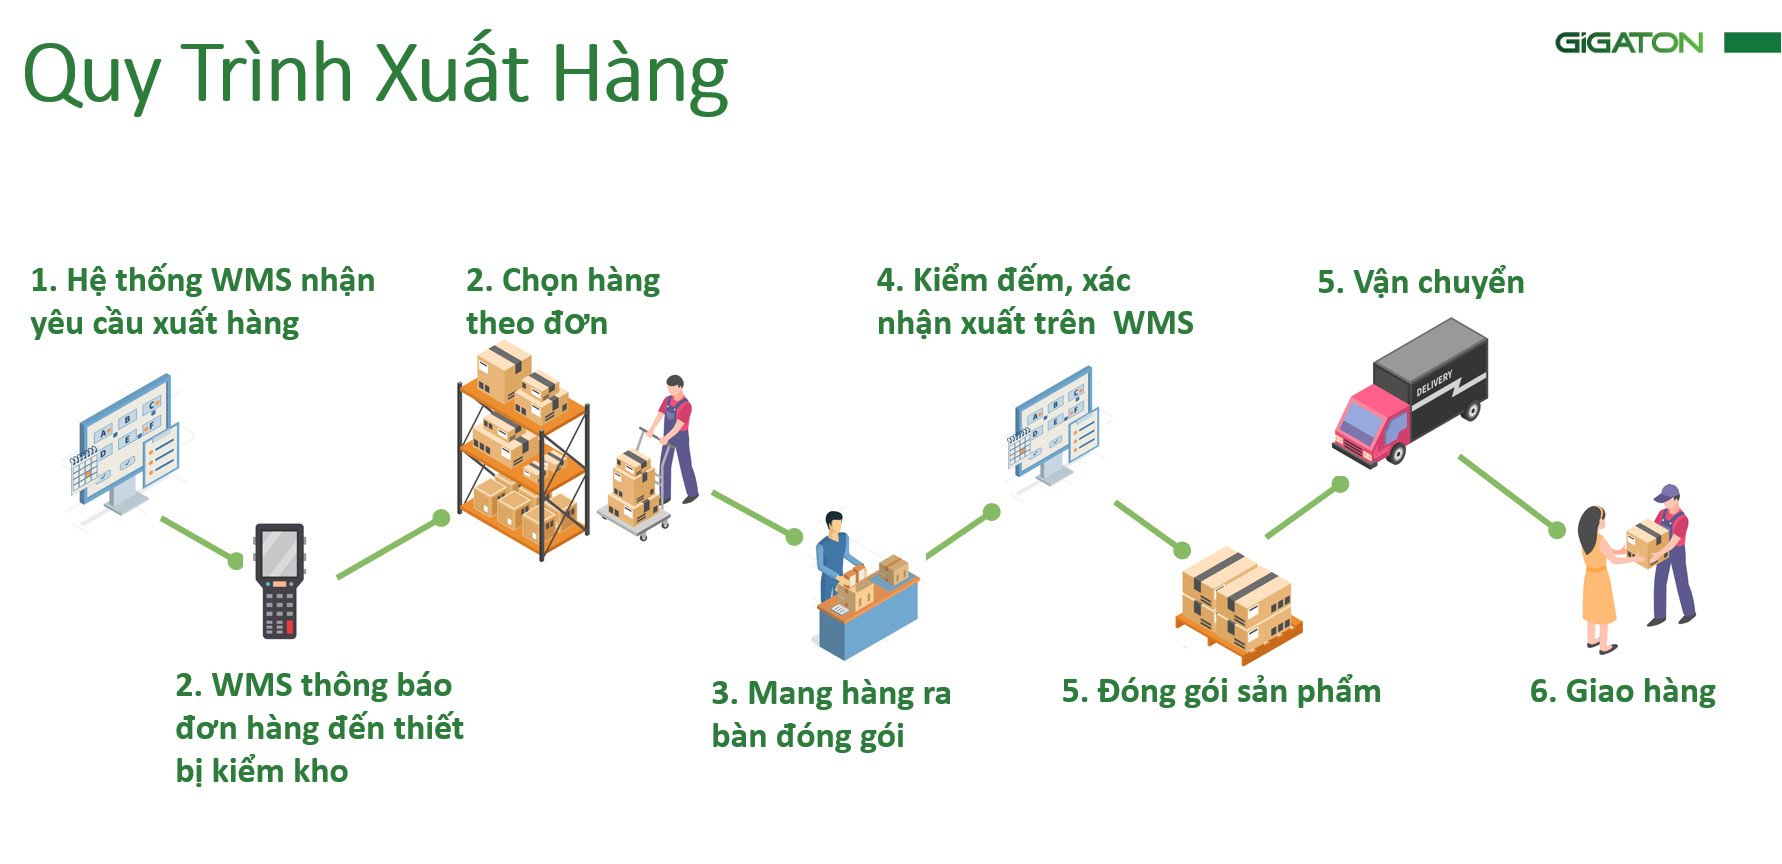 Quy Trình Xuất Hàng
GiGATON
1. Hệ thống WMS nhận
yêu cầu xuất hàng
2. WMS thông báo
đơn hàng đến thiết
bị kiểm kho
2. Chọn hàng
theo đơn
3. Mang hàng ra
bàn đóng gói
4. Kiểm đếm, xác
nhận xuất trên WMS
5. Đóng gói sản phẩm
5. Vận chuyển
DELIVERY
6. Giao hàng
A B C
D E F
A B C
D E F